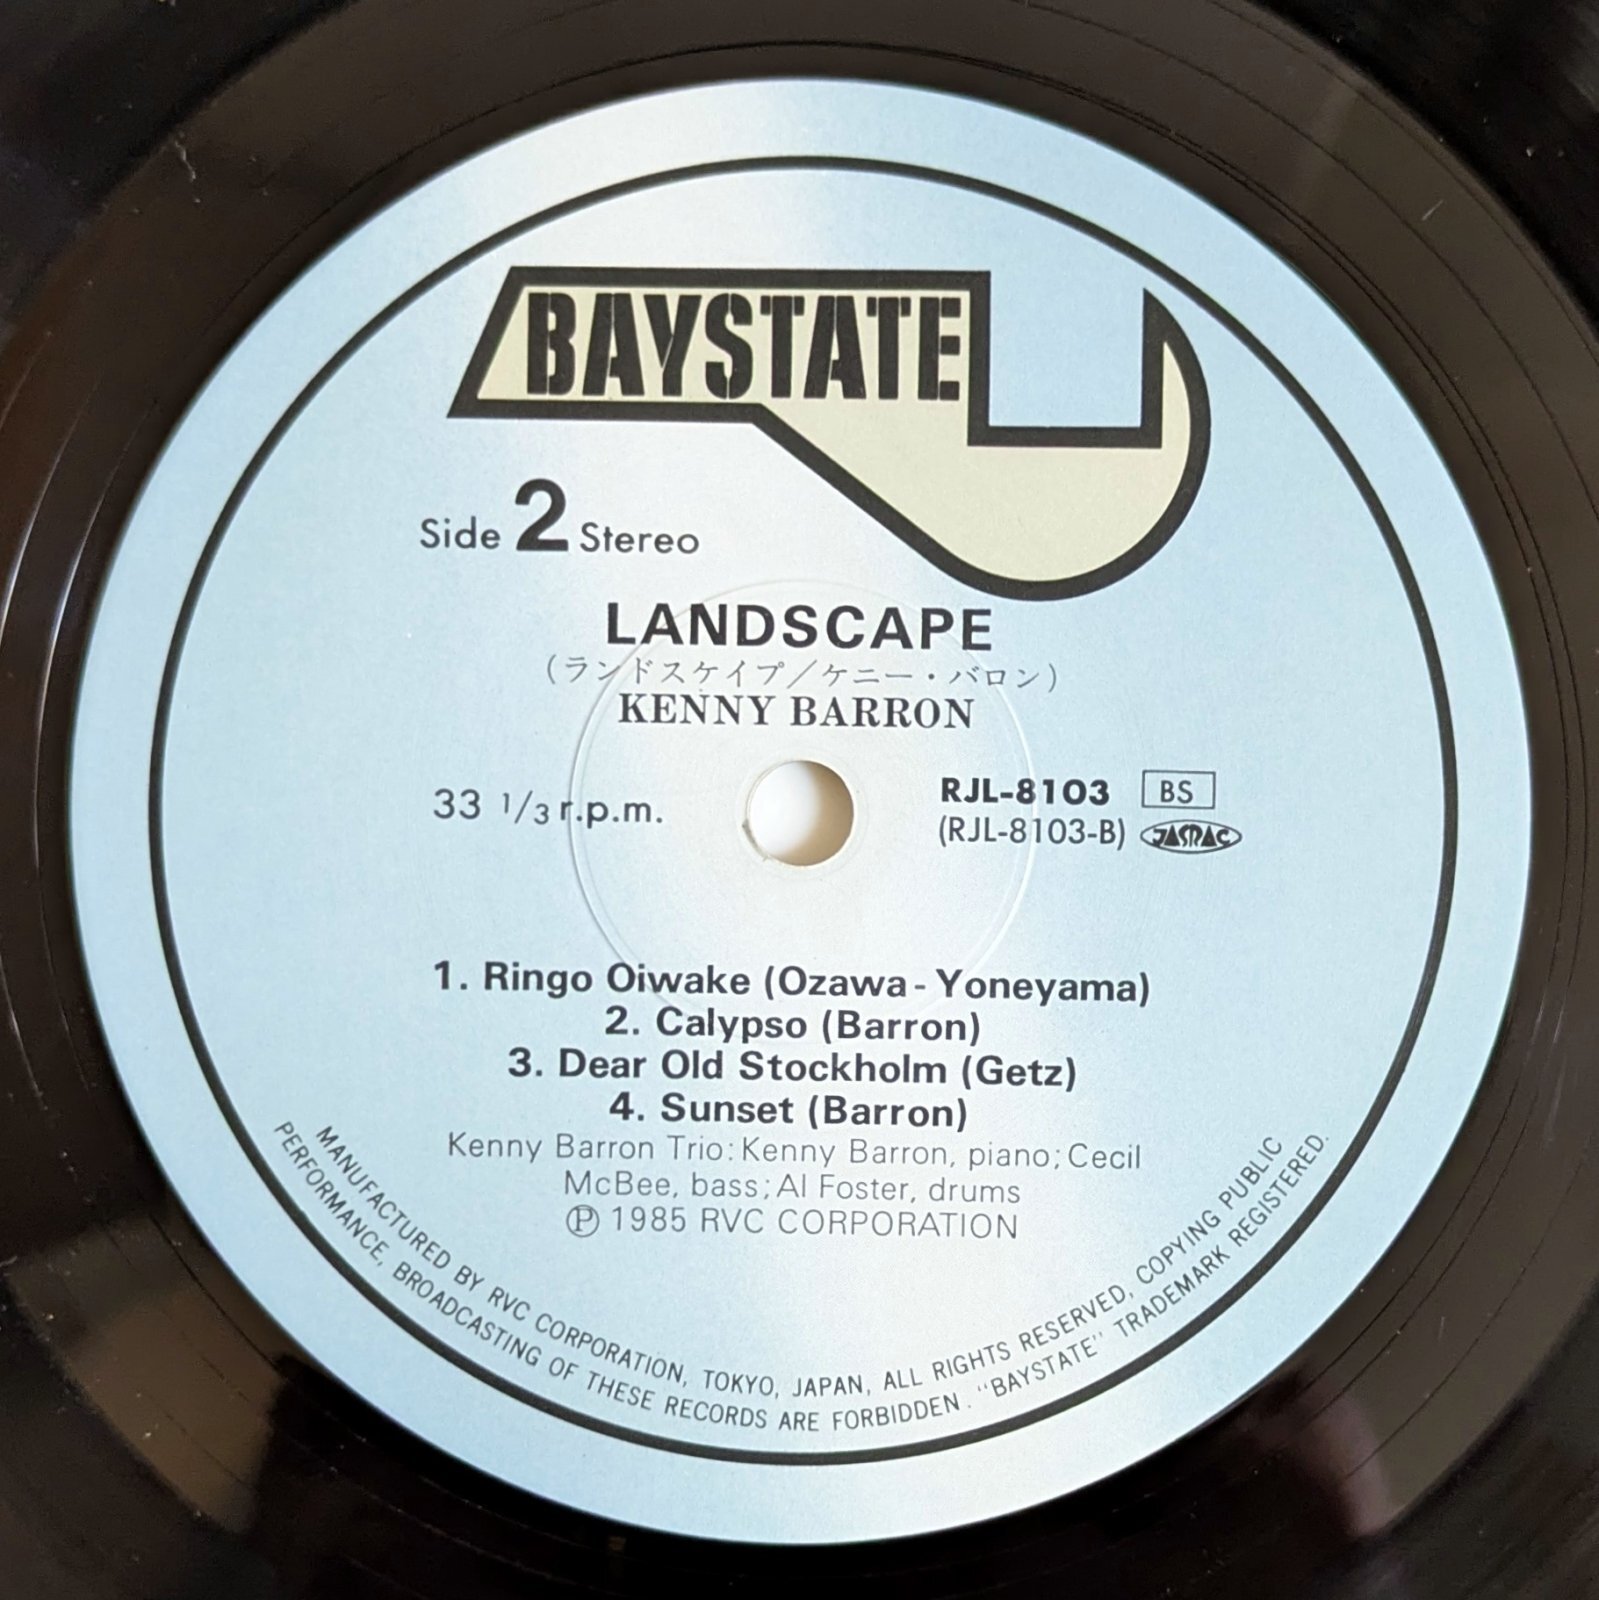 BAYSTATE
Side 2 Stereo
LANDSCAPE
(ランドスケイプ/ケニー・バロン)
KENNY BARRON
33 1/3 r.p.m.
RJL-8103 BS
(RJL-8103-B) JASRAC
1. Ringo Oiwake (Ozawa-Yoneyama)
2. Calypso (Barron)
3. Dear Old Stockholm (Getz)
4. Sunset (Barron)
Kenny Barron Trio: Kenny Barron, piano; Cecil
McBee, bass; Al Foster, drums
Ⓟ 1985 RVC CORPORATION
MANUFACTURED BY RVC CORPORATION, TOKYO, JAPAN, ALL RIGHTS RESERVED, COPYING PUBLIC
PERFORMANCE, BROADCASTING OF THESE RECORDS ARE FORBIDDEN. "BAYSTATE" TRADEMARK REGISTERED.